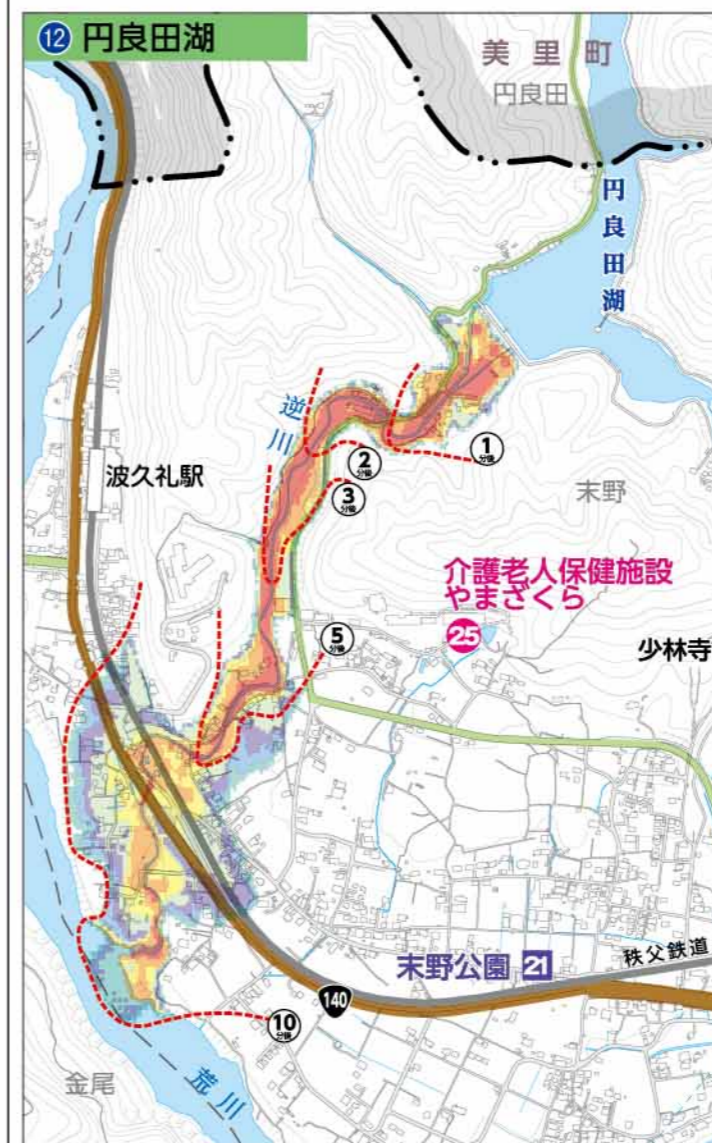 12 円良田湖
美里町
円良田
円良田湖
逆川
1 分後
2 分後
3 分後
波久礼駅
末野
介護老人保健施設
やまざくら
25
5 分後
少林寺
末野公園 21
秩父鉄道
140
10 分後
金尾
荒川